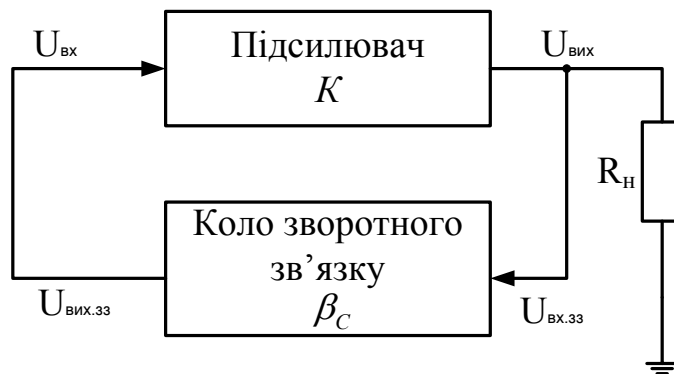 Uвх
Підсилювач
Uвих
K
Rн
Коло зворотного
зв’язку
Uвих.зз
βC
Uвх.зз